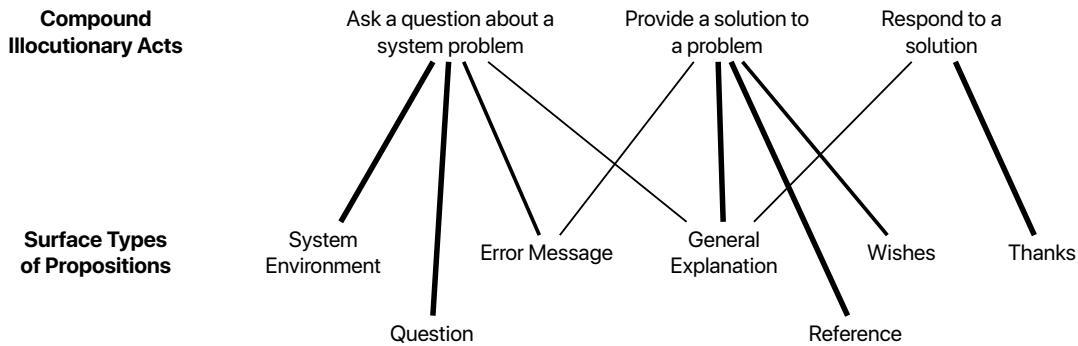 Compound
Illocutionary Acts
Ask a question about a
system problem
Provide a solution to
a problem
Respond to a
solution
Surface Types
of Propositions
System
Environment
Error Message
General
Explanation
Wishes
Thanks
Question
Reference